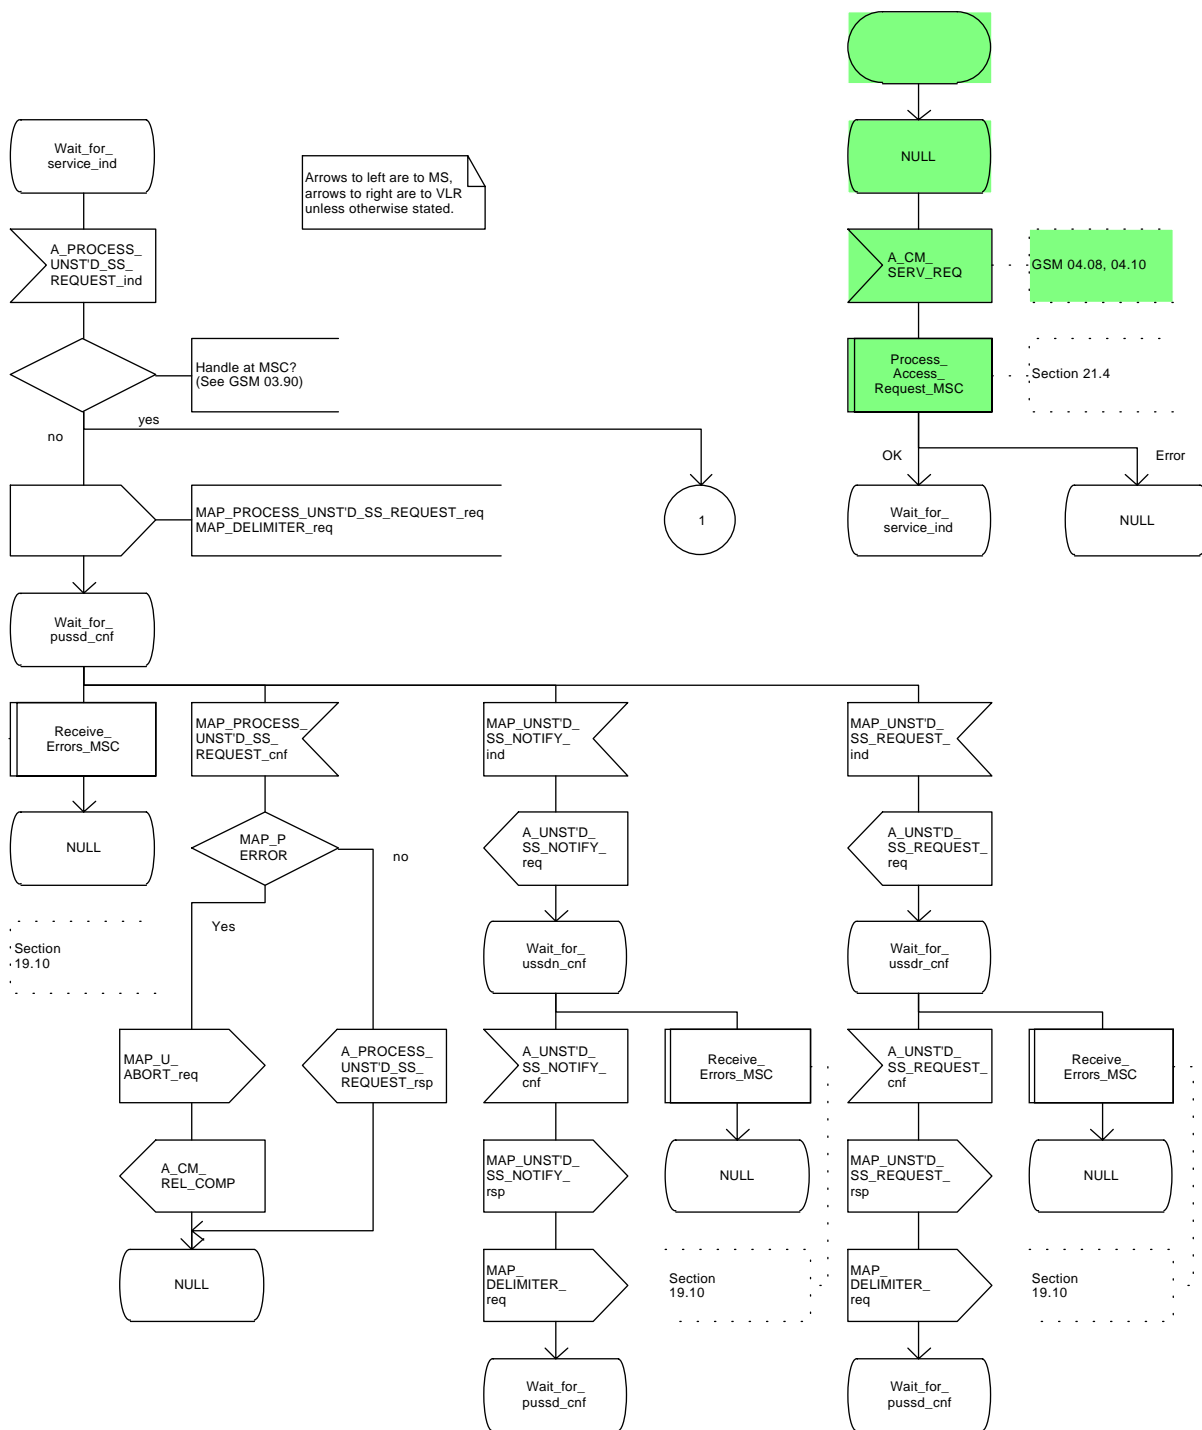 Wait_for_
service_ind
Arrows to left are to MS,
arrows to right are to VLR
unless otherwise stated.
NULL
A_PROCESS_
UNST'D_SS_
REQUEST_ind
A_CM_
SERV_REQ
GSM 04.08, 04.10
Handle at MSC?
(See GSM 03.90)
Process_
Access_
Request_MSC
Section 21.4
yes
no
OK
Error
MAP_PROCESS_UNST'D_SS_REQUEST_req
MAP_DELIMITER_req
1
Wait_for_
service_ind
NULL
Wait_for_
pussd_cnf
Receive_
Errors_MSC
MAP_PROCESS_
UNST'D_SS_
REQUEST_cnf
MAP_UNST'D_
SS_NOTIFY_
ind
MAP_UNST'D_
SS_REQUEST_
ind
NULL
MAP_P
ERROR
no
A_UNST'D_
SS_NOTIFY_
req
A_UNST'D_
SS_REQUEST_
req
Yes
Section
19.10
Wait_for_
ussdn_cnf
Wait_for_
ussdr_cnf
MAP_U_
ABORT_req
A_PROCESS_
UNST'D_SS_
REQUEST_rsp
A_UNST'D_
SS_NOTIFY_
cnf
Receive_
Errors_MSC
A_UNST'D_
SS_REQUEST_
cnf
Receive_
Errors_MSC
A_CM_
REL_COMP
MAP_UNST'D_
SS_NOTIFY_
rsp
NULL
MAP_UNST'D_
SS_REQUEST_
rsp
NULL
NULL
MAP_
DELIMITER_
req
Section
19.10
MAP_
DELIMITER_
req
Section
19.10
Wait_for_
pussd_cnf
Wait_for_
pussd_cnf